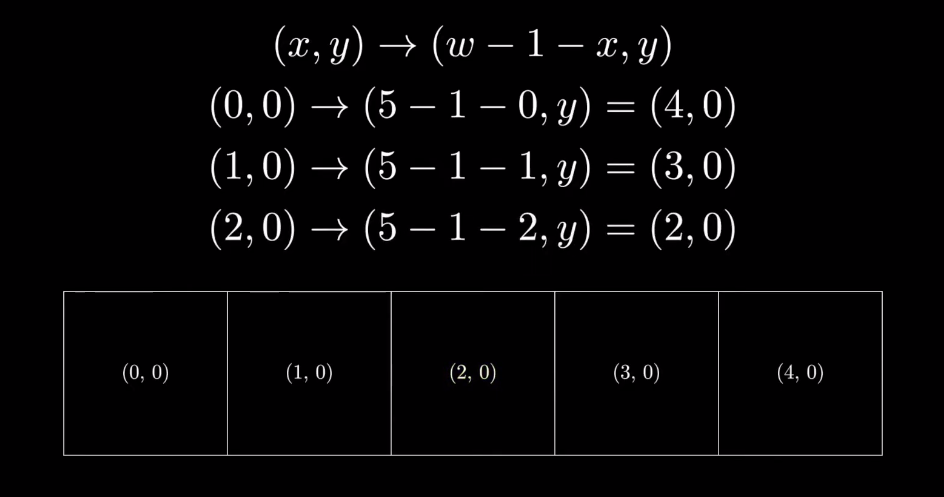 (x, y) → (w − 1 − x, y)
(0, 0) → (5 − 1 − 0, y) = (4, 0)
(1, 0) → (5 − 1 − 1, y) = (3, 0)
(2, 0) → (5 − 1 − 2, y) = (2, 0)
(0, 0) (1, 0) (2, 0) (3, 0) (4, 0)